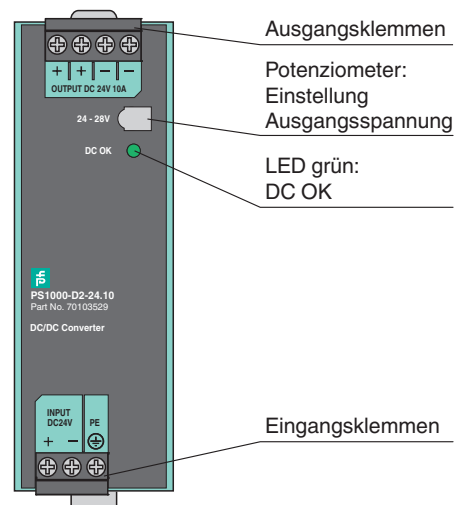 Ausgangsklemmen
+ + − −
OUTPUT DC 24V 10A
Potenziometer:
Einstellung
Ausgangsspannung
24 - 28V
DC OK
LED grün:
DC OK
PS1000-D2-24.10
Part No. 70103529
DC/DC Converter
INPUT
DC24V
PE
+ −
Eingangsklemmen